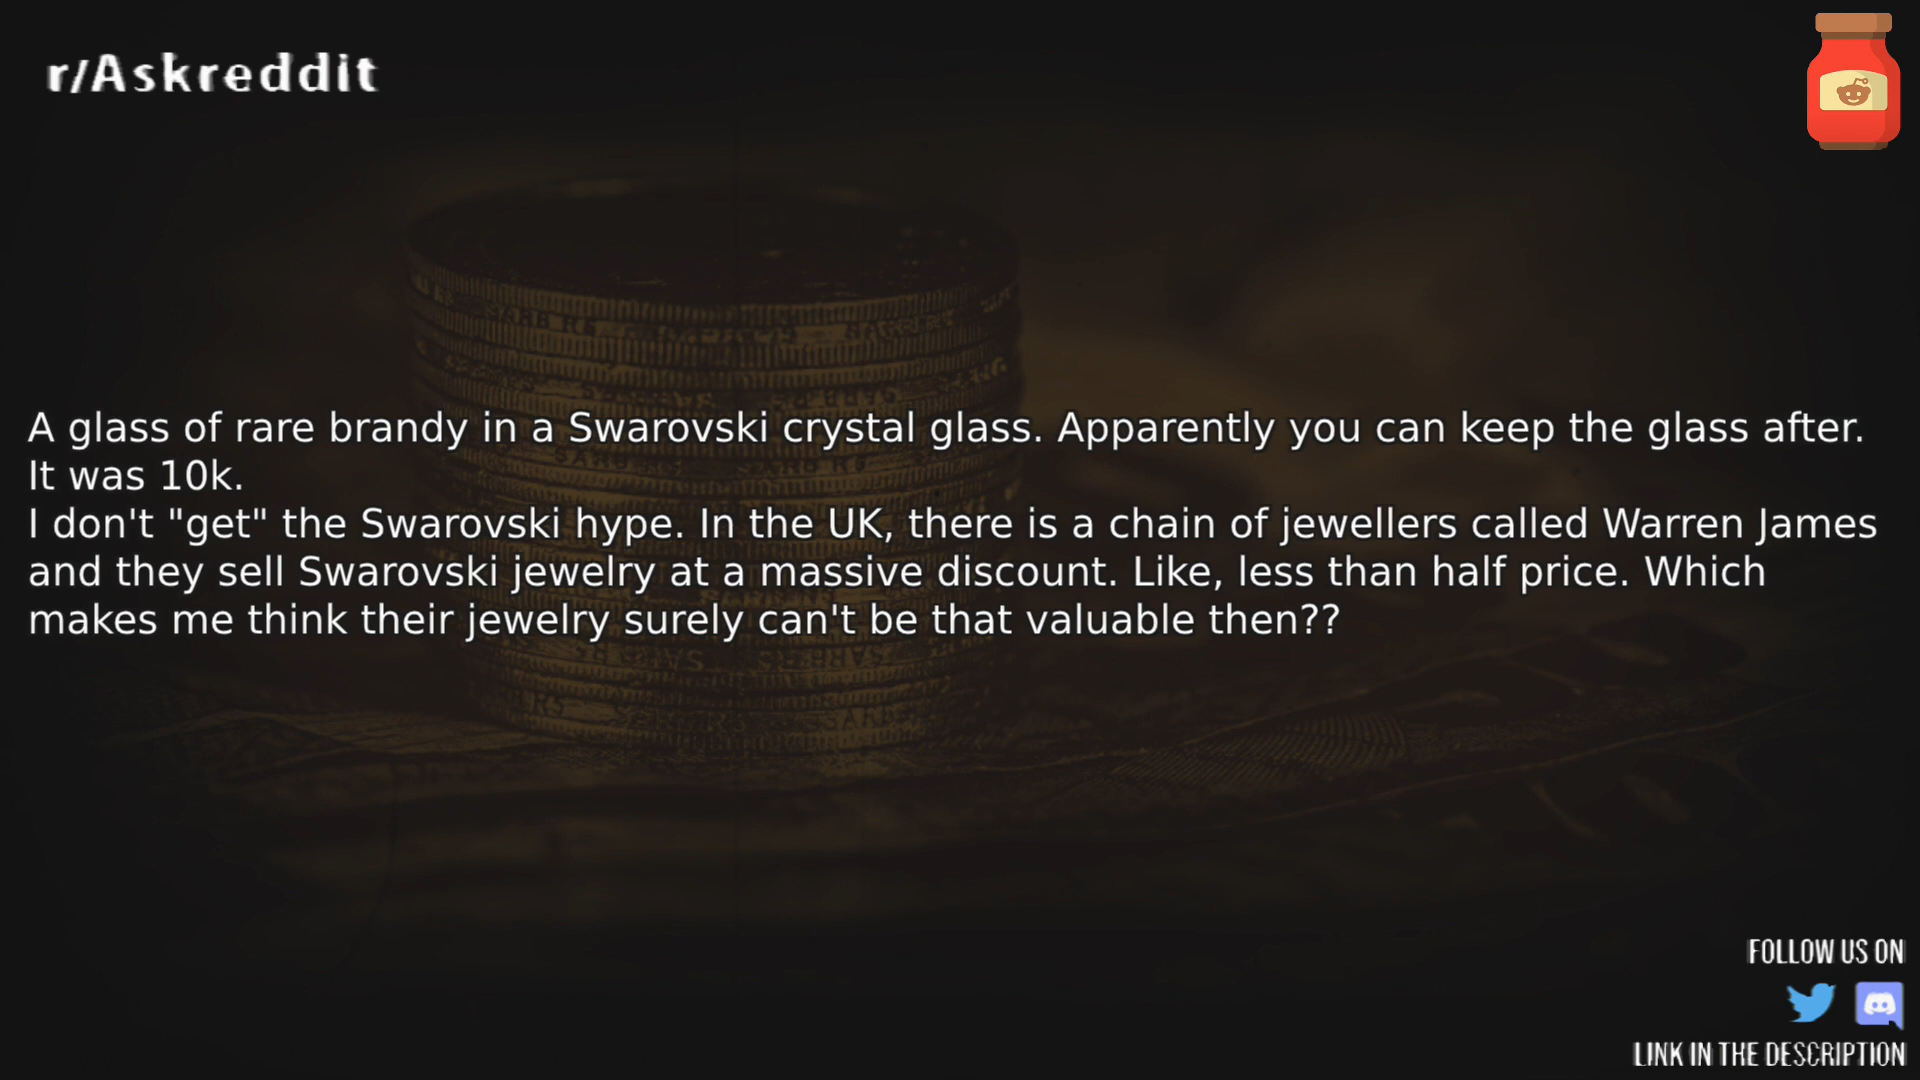 r/Askreddit
A glass of rare brandy in a Swarovski crystal glass. Apparently you can keep the glass after.
It was 10k.
I don't "get" the Swarovski hype. In the UK, there is a chain of jewellers called Warren James
and they sell Swarovski jewelry at a massive discount. Like, less than half price. Which
makes me think their jewelry surely can't be that valuable then??
FOLLOW US ON
LINK IN THE DESCRIPTION